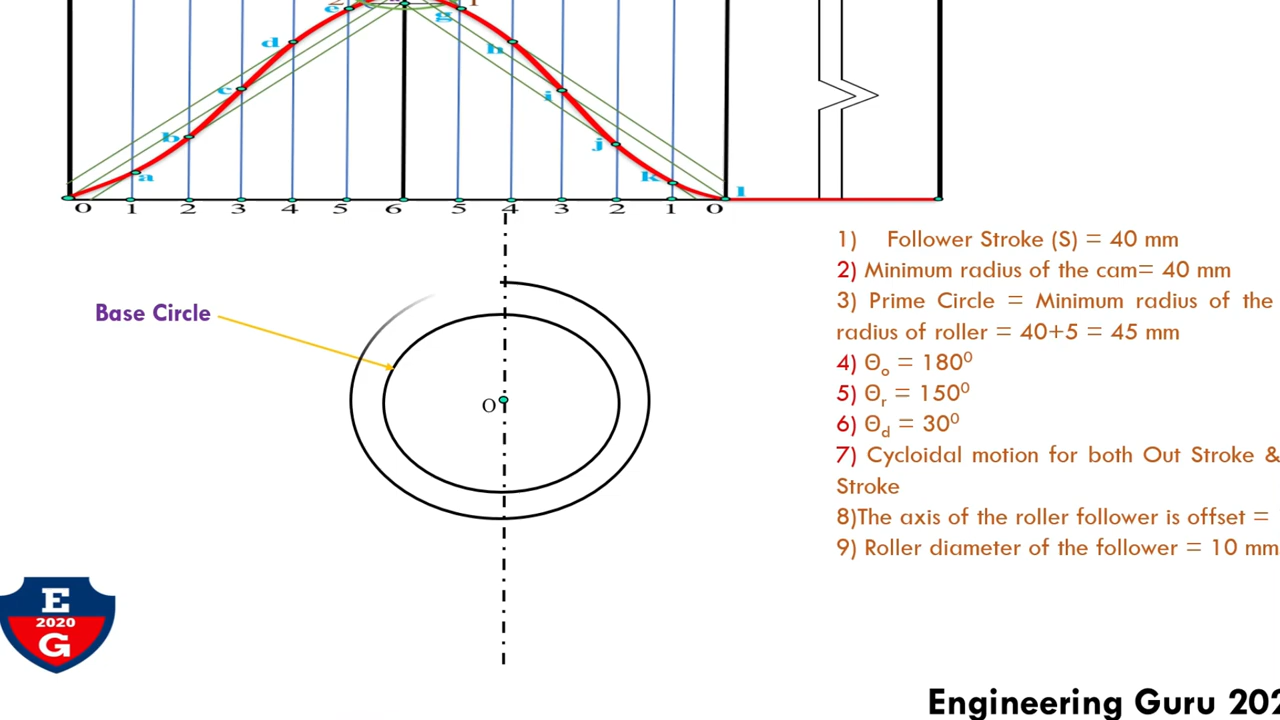 2 1
e g
d h
c i
b j
a k l
0 1 2 3 4 5 6 5 4 3 2 1 0
1) Follower Stroke (S) = 40 mm
2) Minimum radius of the cam= 40 mm
3) Prime Circle = Minimum radius of the
radius of roller = 40+5 = 45 mm
4) Θo = 180⁰
5) Θr = 150⁰
6) Θd = 30⁰
7) Cycloidal motion for both Out Stroke &
Stroke
8)The axis of the roller follower is offset =
9) Roller diameter of the follower = 10 mm
Base Circle
O
E
2020
G
Engineering Guru 202